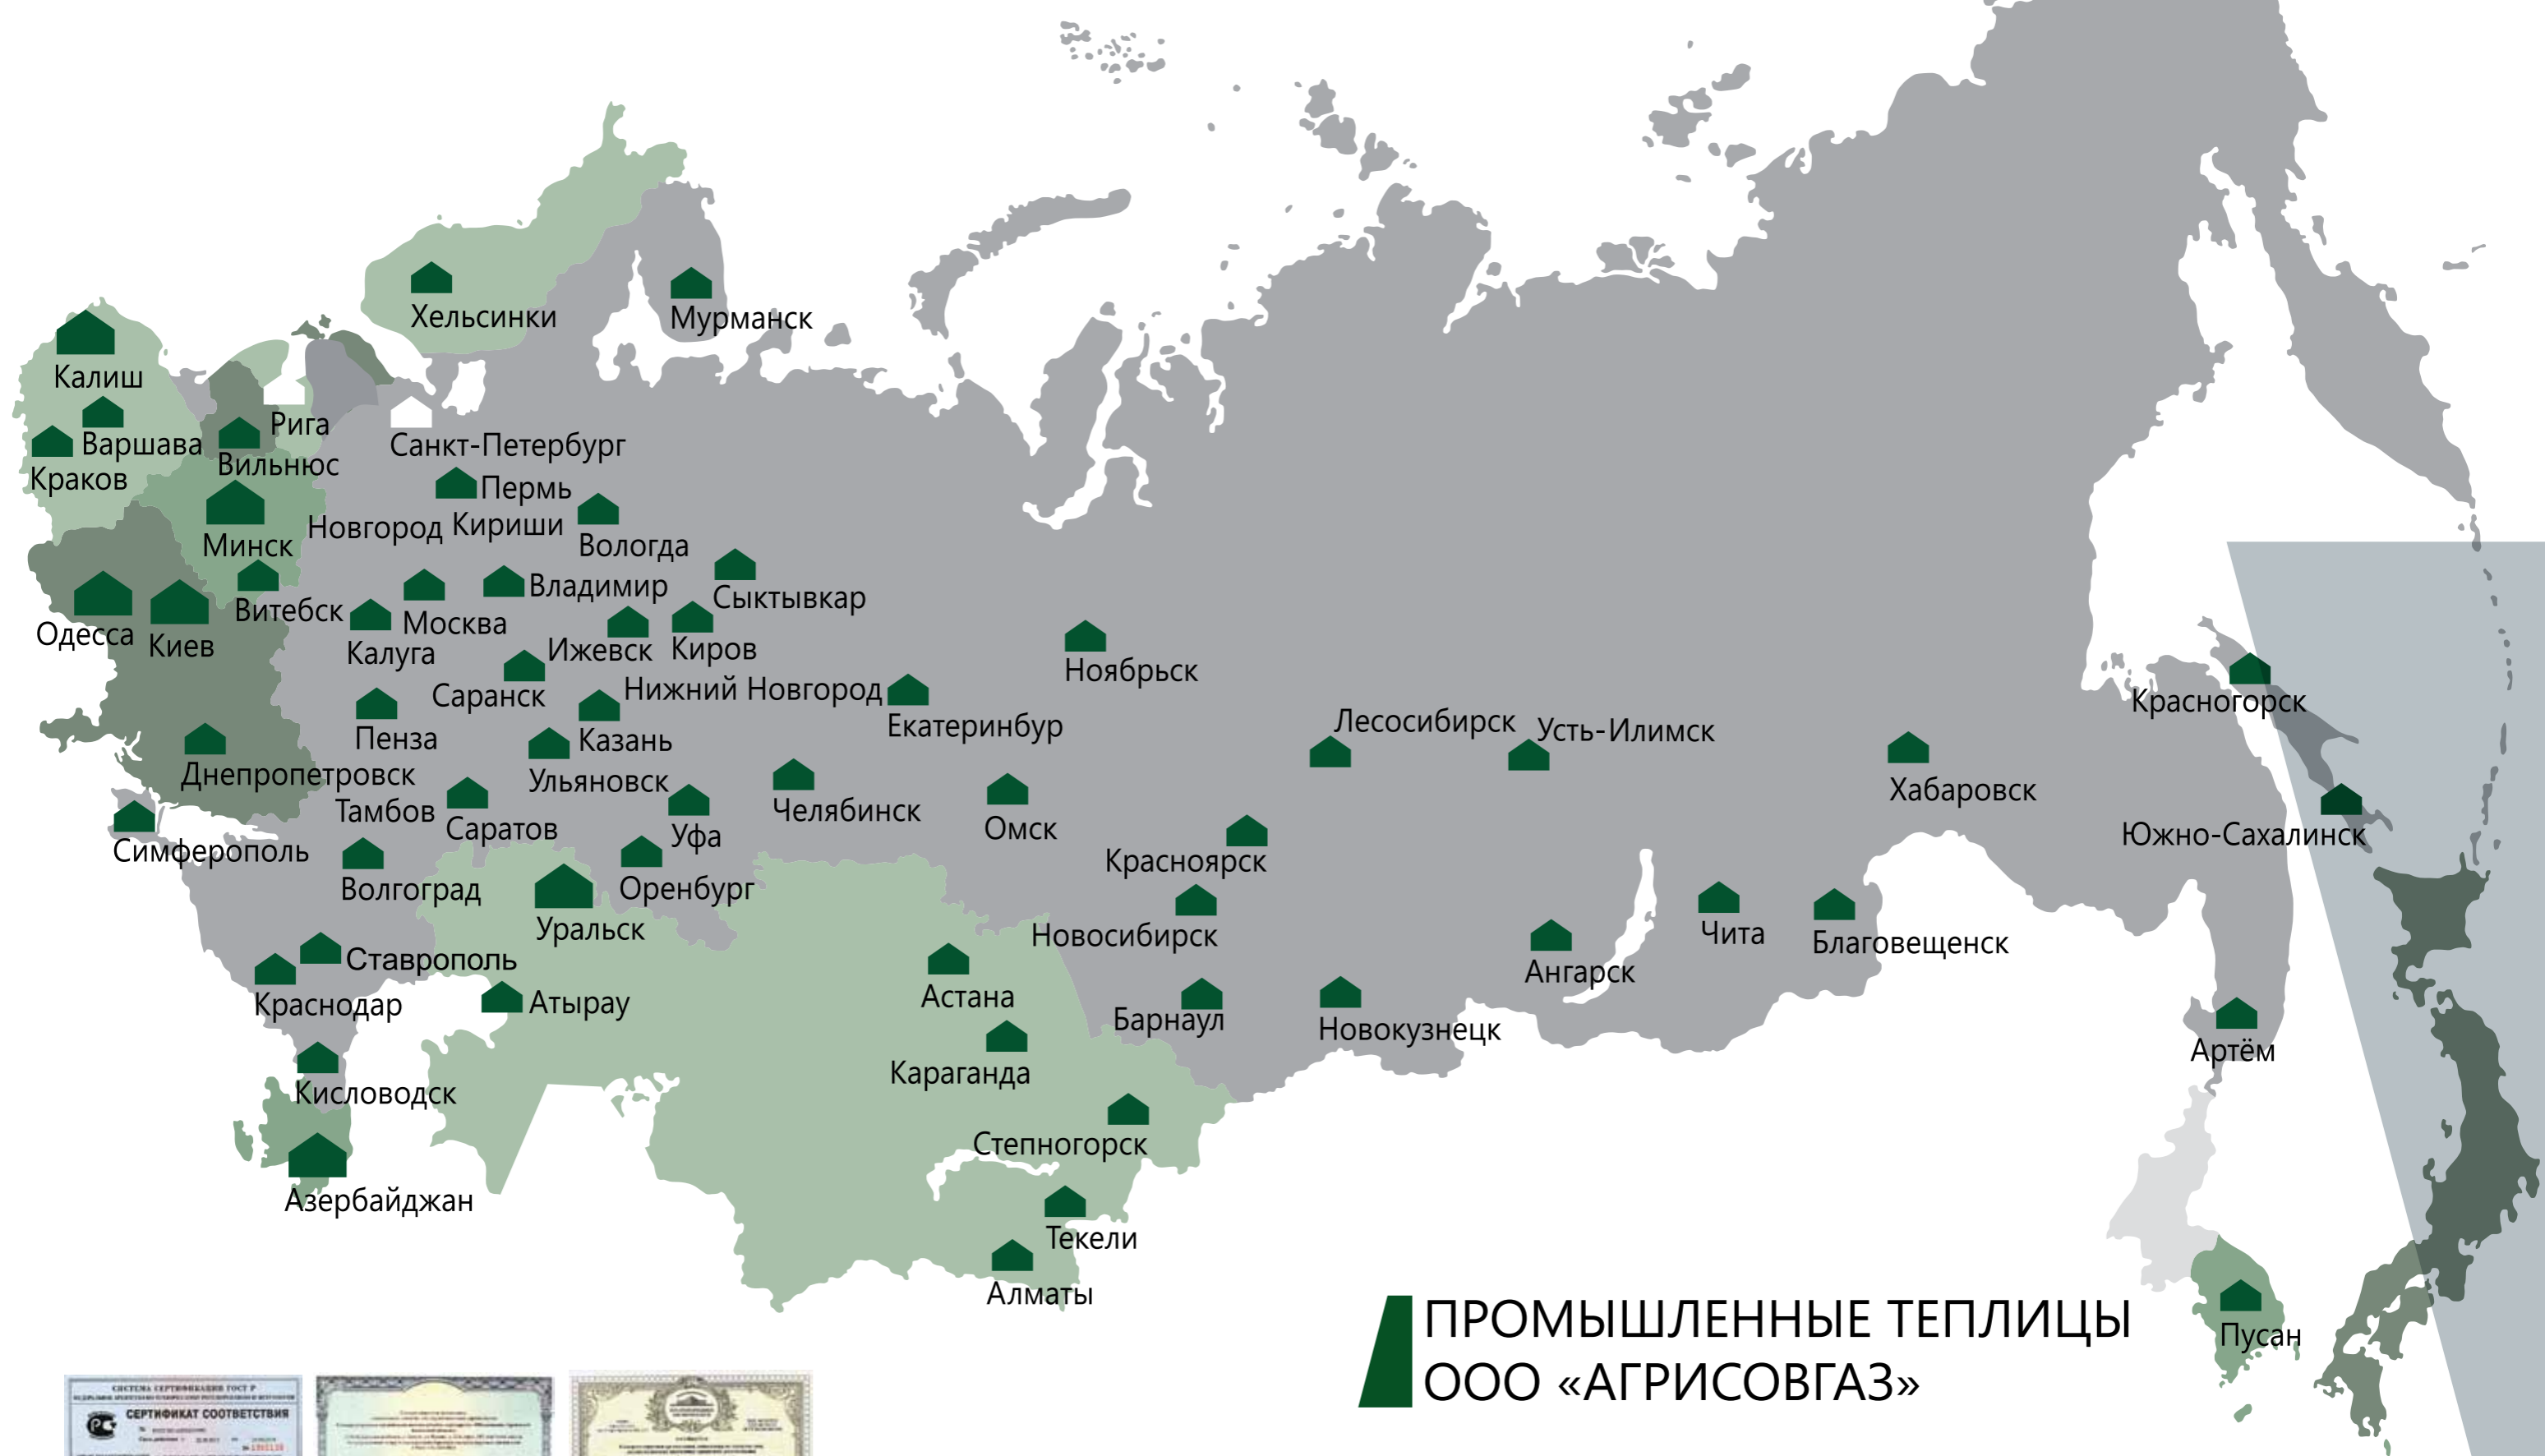 Хельсинки
Мурманск
Калиш
Рига
Варшава
Санкт-Петербург
Вильнюс
Краков
Пермь
Новгород
Кириши
Вологда
Минск
Владимир
Сыктывкар
Витебск
Москва
Одесса
Киев
Калуга
Ижевск
Киров
Ноябрьск
Саранск
Нижний Новгород
Красногорск
Екатеринбур
Лесосибирск
Усть-Илимск
Пенза
Казань
Днепропетровск
Ульяновск
Хабаровск
Тамбов
Челябинск
Саратов
Уфа
Омск
Южно-Сахалинск
Симферополь
Красноярск
Волгоград
Оренбург
Уральск
Новосибирск
Чита
Благовещенск
Ставрополь
Ангарск
Краснодар
Атырау
Астана
Барнаул
Новокузнецк
Артём
Караганда
Кисловодск
Степногорск
Азербайджан
Текели
Алматы
Пусан
ПРОМЫШЛЕННЫЕ ТЕПЛИЦЫ
ООО «АГРИСОВГАЗ»
СИСТЕМА СЕРТИФИКАЦИИ ГОСТ Р
СЕРТИФИКАТ СООТВЕТСТВИЯ